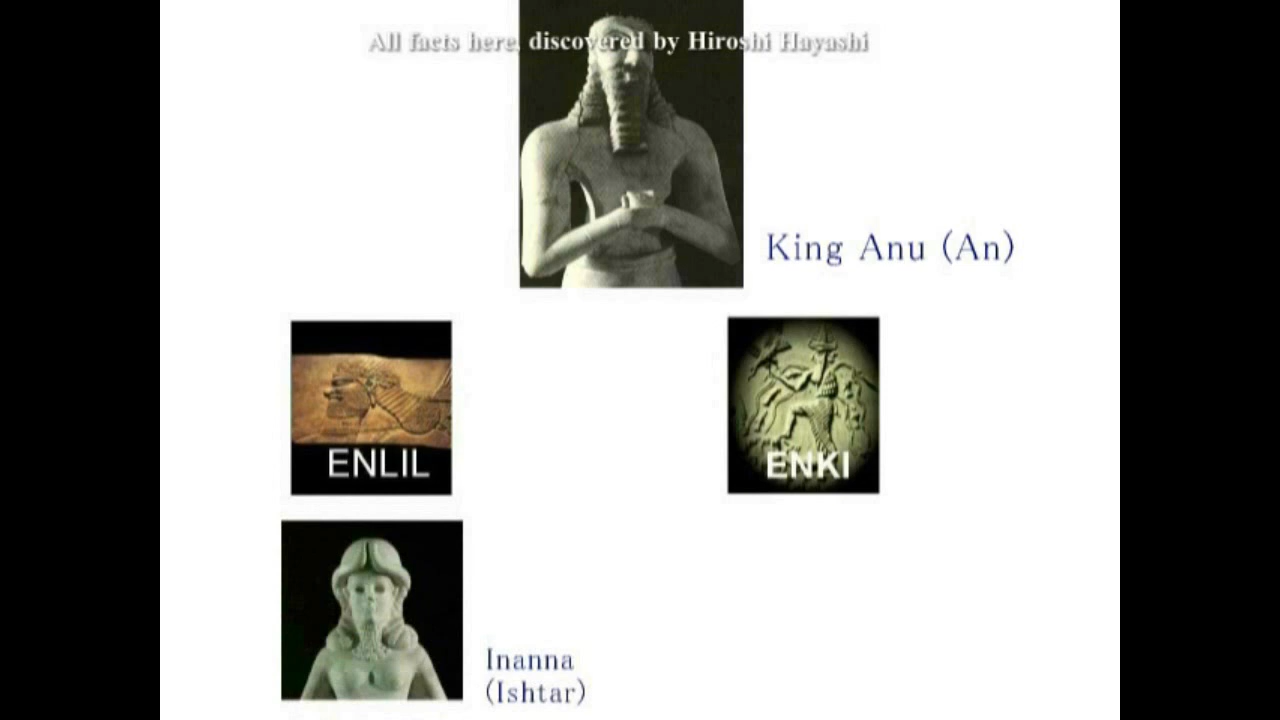 All facts here, discovered by Hiroshi Hayashi
King Anu (An)
ENLIL
ENKI
Inanna
(Ishtar)